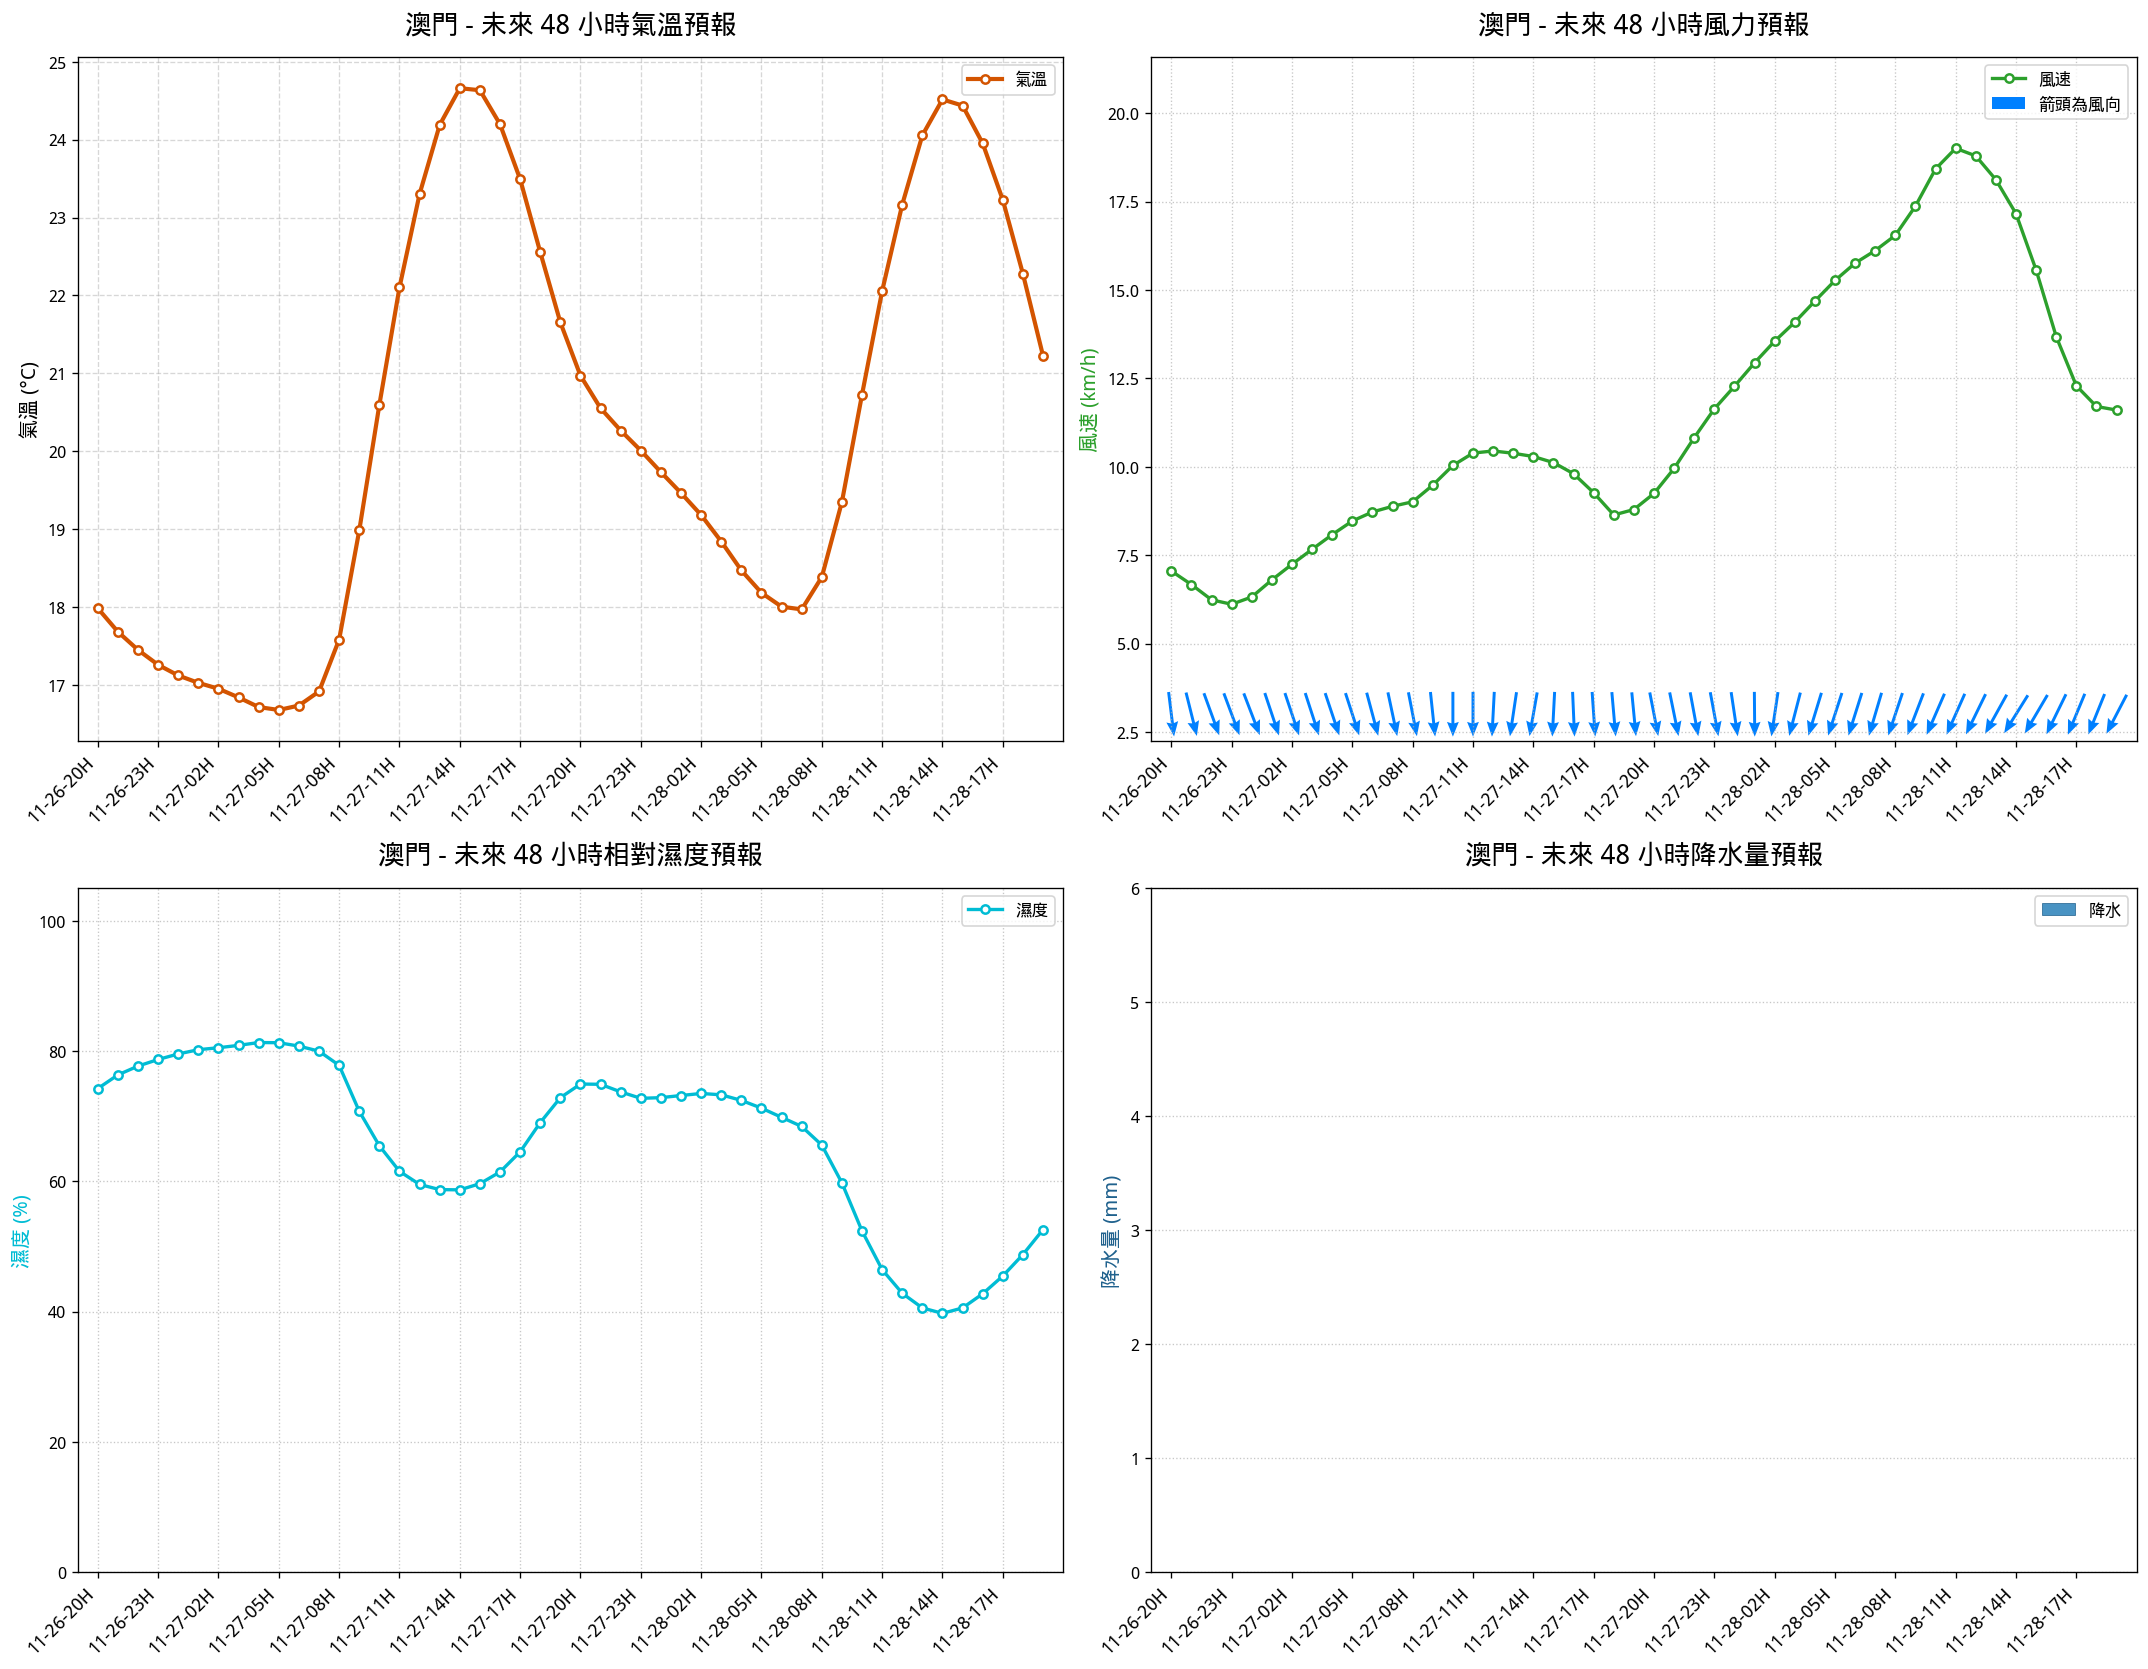 澳門 - 未來 48 小時氣溫預報
25
24
23
22
21
20
19
18
17
氣溫 (°C)
氣溫
11-26-20H
11-26-23H
11-27-02H
11-27-05H
11-27-08H
11-27-11H
11-27-14H
11-27-17H
11-27-20H
11-27-23H
11-28-02H
11-28-05H
11-28-08H
11-28-11H
11-28-14H
11-28-17H
澳門 - 未來 48 小時風力預報
20.0
17.5
15.0
12.5
10.0
7.5
5.0
2.5
風速 (km/h)
風速
箭頭為風向
11-26-20H
11-26-23H
11-27-02H
11-27-05H
11-27-08H
11-27-11H
11-27-14H
11-27-17H
11-27-20H
11-27-23H
11-28-02H
11-28-05H
11-28-08H
11-28-11H
11-28-14H
11-28-17H
澳門 - 未來 48 小時相對濕度預報
100
80
60
40
20
0
濕度 (%)
濕度
11-26-20H
11-26-23H
11-27-02H
11-27-05H
11-27-08H
11-27-11H
11-27-14H
11-27-17H
11-27-20H
11-27-23H
11-28-02H
11-28-05H
11-28-08H
11-28-11H
11-28-14H
11-28-17H
澳門 - 未來 48 小時降水量預報
6
5
4
3
2
1
0
降水量 (mm)
降水
11-26-20H
11-26-23H
11-27-02H
11-27-05H
11-27-08H
11-27-11H
11-27-14H
11-27-17H
11-27-20H
11-27-23H
11-28-02H
11-28-05H
11-28-08H
11-28-11H
11-28-14H
11-28-17H